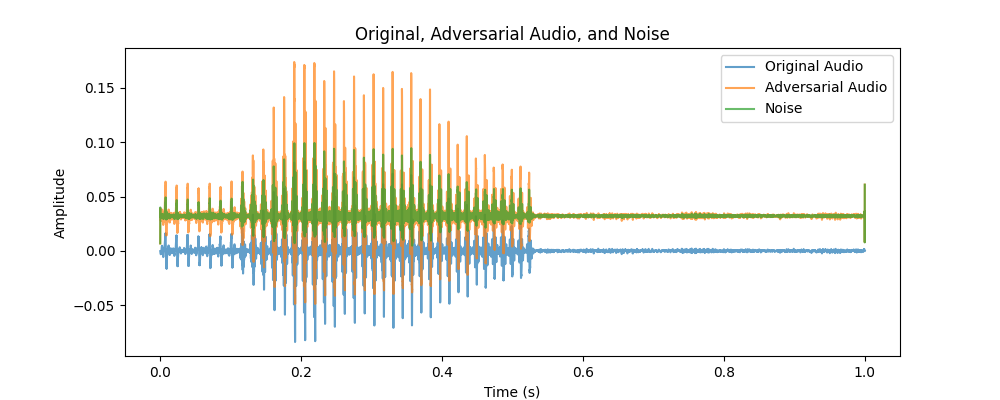 Original, Adversarial Audio, and Noise
Original Audio
Adversarial Audio
Noise
Amplitude
0.15
0.10
0.05
0.00
−0.05
0.0 0.2 0.4 0.6 0.8 1.0
Time (s)